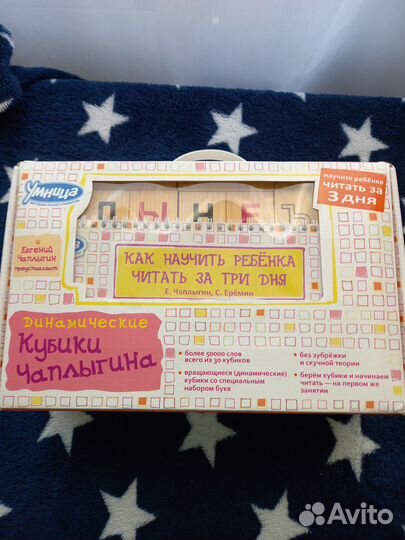 Умница
научите ребёнка
читать за
3 дня
и
Евгений
Чаплыгин
представляют
Л Ы Н Е Ъ
КАК НАУЧИТЬ РЕБЁНКА
ЧИТАТЬ ЗА ТРИ ДНЯ
Е. Чаплыгин, С. Ерёмин
Динамические
Кубики
Чаплыгина
• более 50000 слов
всего из 30 кубиков
• вращающиеся (динамические)
кубики со специальным
набором букв
• без зубрёжки
и скучной теории
• берём кубики и начинаем
читать — на первом же
занятии
Avito